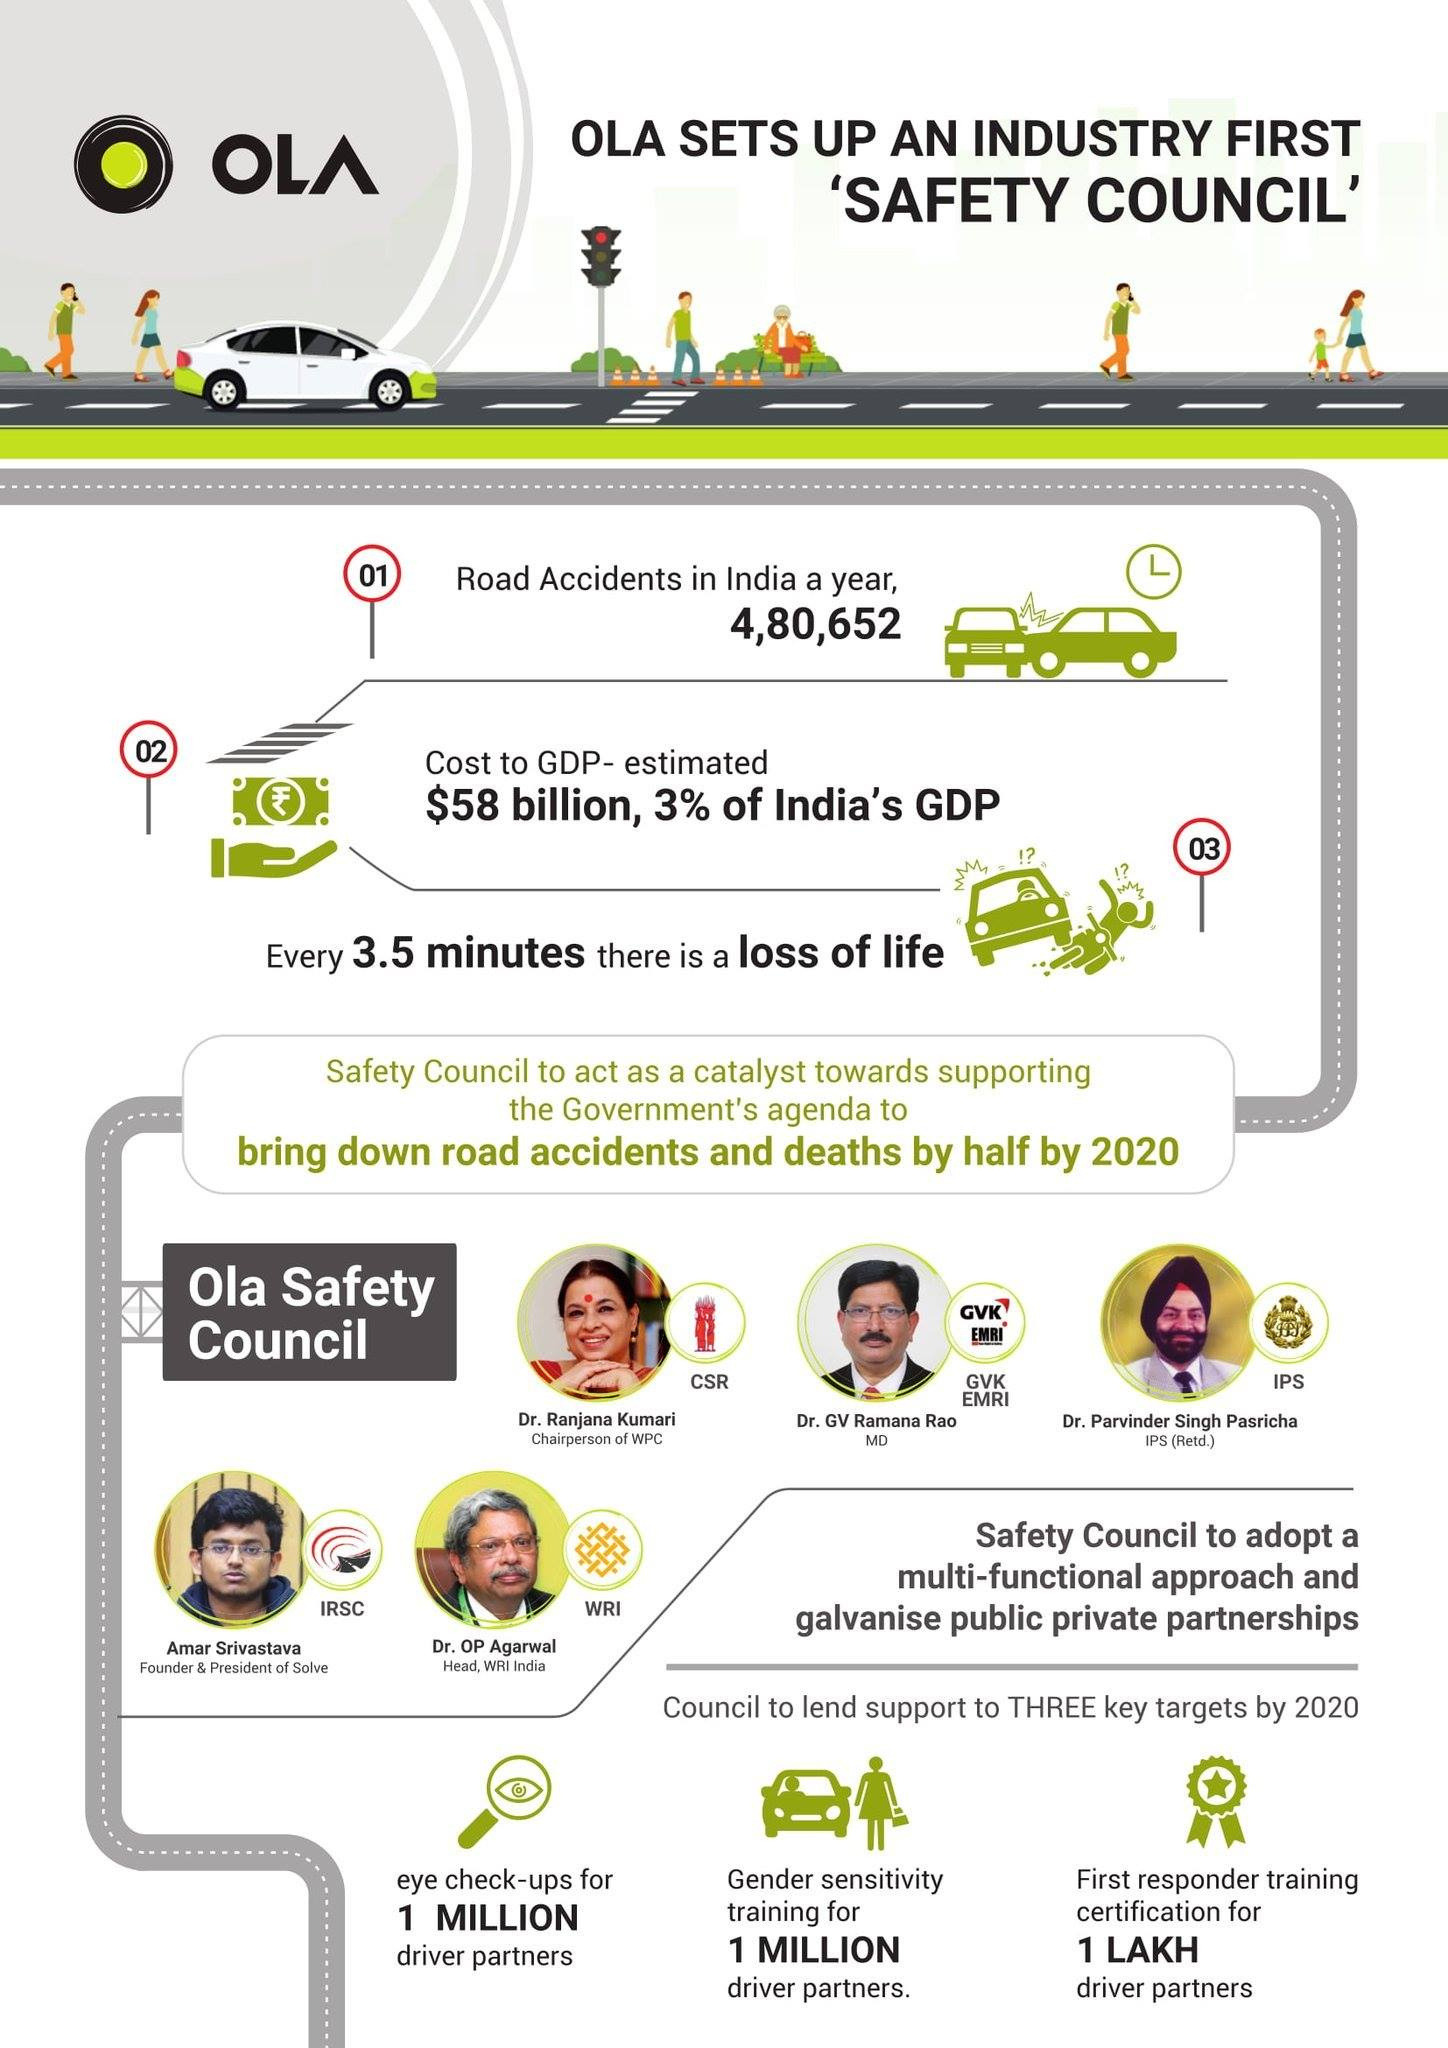 OLA
OLA SETS UP AN INDUSTRY FIRST
‘SAFETY COUNCIL’
01
Road Accidents in India a year,
4,80,652
02
₹
Cost to GDP- estimated
$58 billion, 3% of India’s GDP
03
!?
!?
Every 3.5 minutes there is a loss of life
Safety Council to act as a catalyst towards supporting
the Government's agenda to
bring down road accidents and deaths by half by 2020
Ola Safety
Council
CSR
Dr. Ranjana Kumari
Chairperson of WPC
GVK
EMRI
GVK
EMRI
Dr. GV Ramana Rao
MD
IPS
Dr. Parvinder Singh Pasricha
IPS (Retd.)
IRSC
Amar Srivastava
Founder & President of Solve
WRI
Dr. OP Agarwal
Head, WRI India
Safety Council to adopt a
multi-functional approach and
galvanise public private partnerships
Council to lend support to THREE key targets by 2020
eye check-ups for
1 MILLION
driver partners
Gender sensitivity
training for
1 MILLION
driver partners.
First responder training
certification for
1 LAKH
driver partners